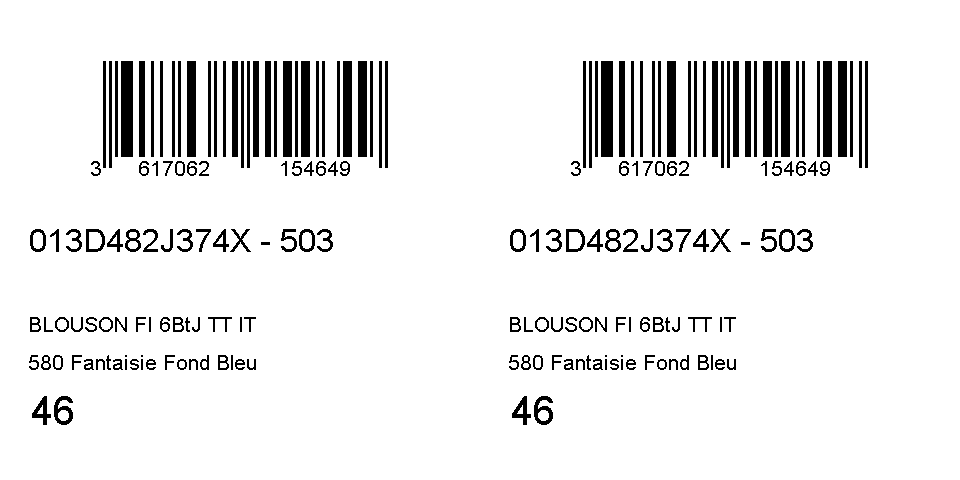 3 617062 154649
013D482J374X - 503
BLOUSON FI 6BtJ TT IT
580 Fantaisie Fond Bleu
46
3 617062 154649
013D482J374X - 503
BLOUSON FI 6BtJ TT IT
580 Fantaisie Fond Bleu
46